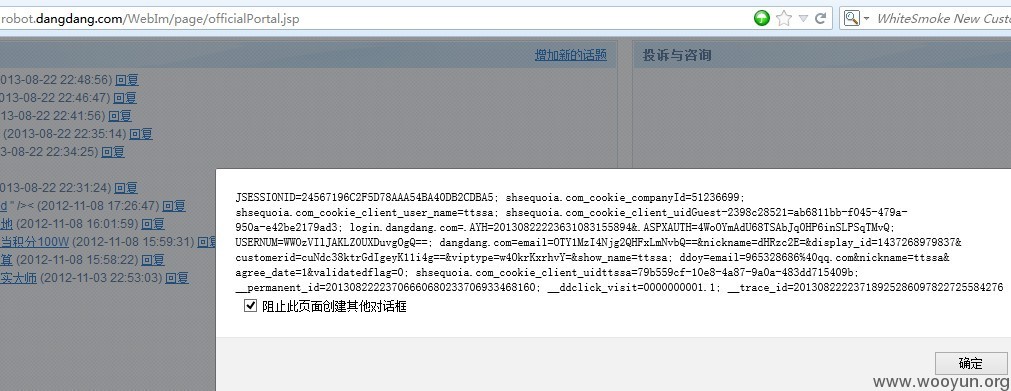 robot.dangdang.com/WebIm/page/officialPortal.jsp
WhiteSmoke New Custo
增加新的话题
投诉与咨询
013-08-22 22:48:56) 回复
013-08-22 22:46:47) 回复
013-08-22 22:41:56) 回复
(2013-08-22 22:35:14) 回复
3-08-22 22:34:25) 回复
013-08-22 22:31:24) 回复
d " />< (2012-11-08 17:26:47) 回复
地 (2012-11-08 16:01:59) 回复
当积分100W (2012-11-08 15:59:31) 回
算 (2012-11-08 15:58:22) 回复
实大师 (2012-11-03 22:53:03) 回复
JSESSIONID=24567196C2F5D78AAA54BA40DB2CDBA5; shsequoia.com_cookie_companyId=51236699;
shsequoia.com_cookie_client_user_name=ttssa; shsequoia.com_cookie_client_uidGuest-2398c28521=ab6811bb-f045-479a-
950a-e42be2179ad3; login.dangdang.com=.AYH=20130822223631083155894&.ASPXAUTH=4WoOYmAdU68TSAbJqOHP6inSLPSqTMvQ;
USERNUM=WWOzVI1JAKLZOUXDuvgOgQ==; dangdang.com=email=OTY1MzI4Njg2QHFxLmNvbQ==&nickname=dHRzc2E=&display_id=1437268979837&
customerid=cuNdc38ktrGdIgeyK11i4g==&viptype=w40krKxrhvY=&show_name=ttssa; ddoy=email=965328686%40qq.com&nickname=ttssa&
agree_date=1&validatedflag=0; shsequoia.com_cookie_client_uidttssa=79b559cf-10e8-4a87-9a0a-483dd715409b;
__permanent_id=20130822223706660680233706933468160; __ddclick_visit=0000000001.1; __trace_id=20130822223718925286097822725584276
阻止此页面创建其他对话框
确定
www.wooyun.org